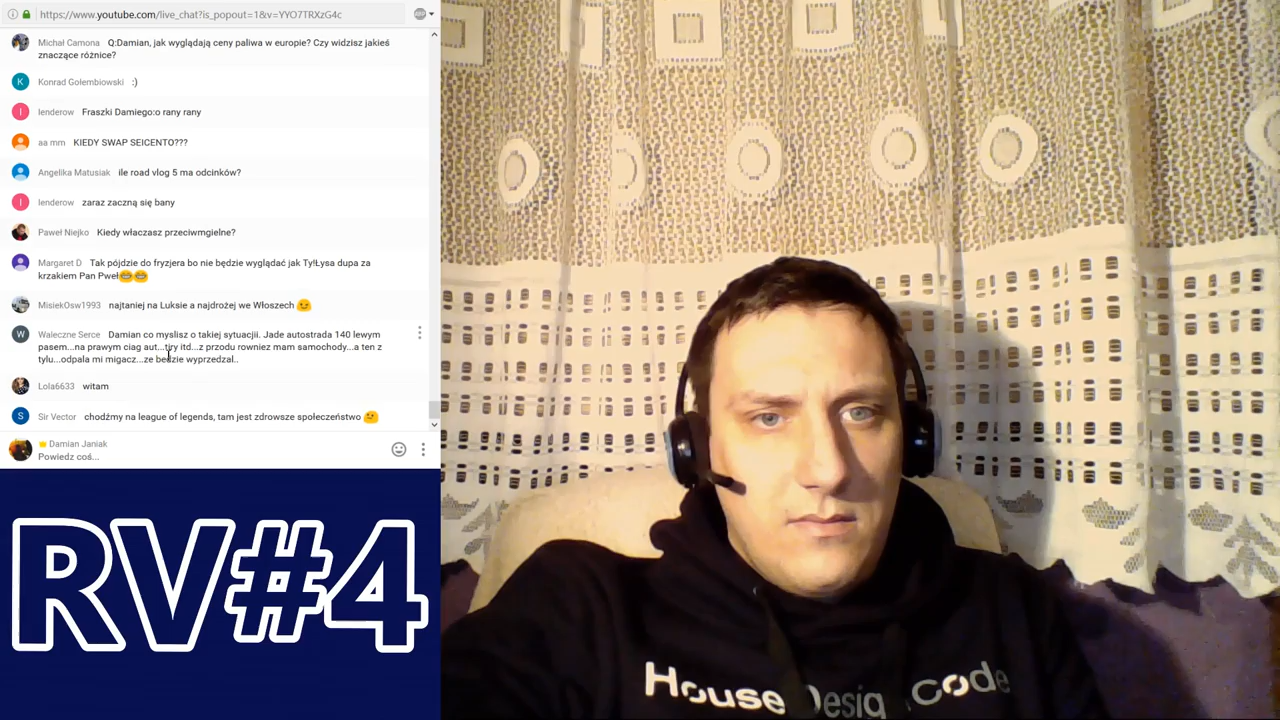 https://www.youtube.com/live_chat?is_popout=1&v=YYO7TRXzG4c
Michał Camona Q:Damian, jak wyglądają ceny paliwa w europie? Czy widzisz jakieś
znaczące różnice?
Konrad Gołembiowski :)
lenderow Fraszki Damiego:o rany rany
aa mm KIEDY SWAP SEICENTO???
Angelika Matusiak ile road vlog 5 ma odcinków?
lenderow zaraz zaczną się bany
Paweł Niejko Kiedy właczasz przeciwmgielne?
Margaret D Tak pójdzie do fryzjera bo nie będzie wyglądać jak Ty!Łysa dupa za
krzakiem Pan Pweł😂😂
MisiekOsw1993 najtaniej na Luksie a najdrożej we Włoszech 😉
Waleczne Serce Damian co myslisz o takiej sytuacjii. Jade autostrada 140 lewym
pasem...na prawym ciag aut...tiry itd...z przodu rowniez mam samochody...a ten z
tylu...odpala mi migacz...ze bedzie wyprzedzal..
Lola6633 witam
Sir Vector chodźmy na league of legends, tam jest zdrowsze społeczeństwo 😉
Damian Janiak
Powiedz coś...
RV#4
House Design Code